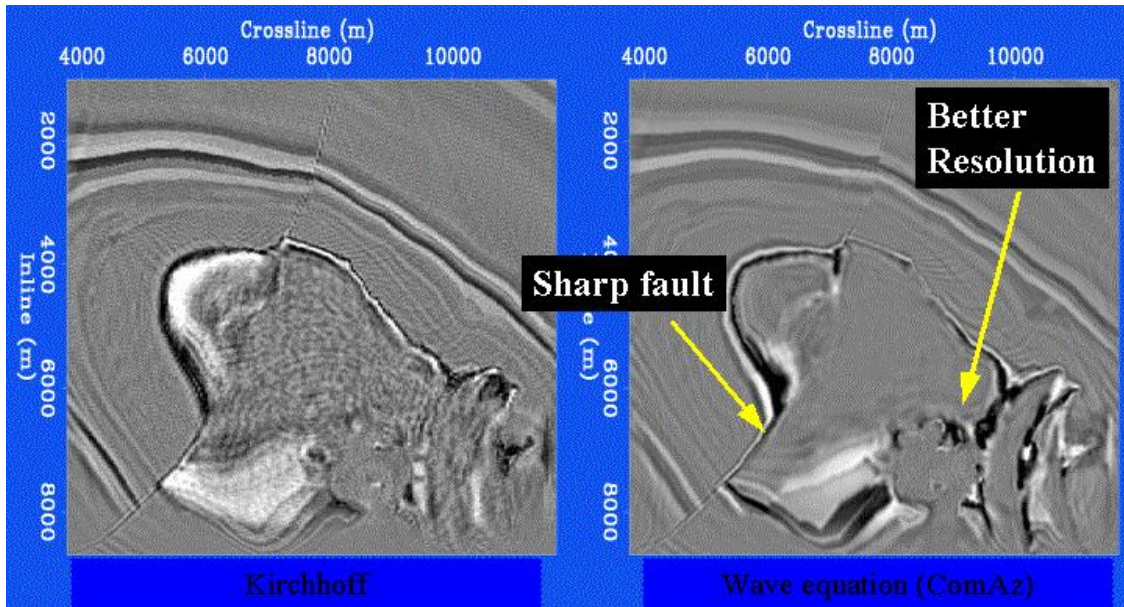 Crossline (m)
4000 6000 8000 10000
Inline (m)
2000
4000
6000
8000
Kirchhoff
Crossline (m)
4000 6000 8000 10000
2000
4000
6000
8000
Better
Resolution
Sharp fault
Wave equation (ComAz)